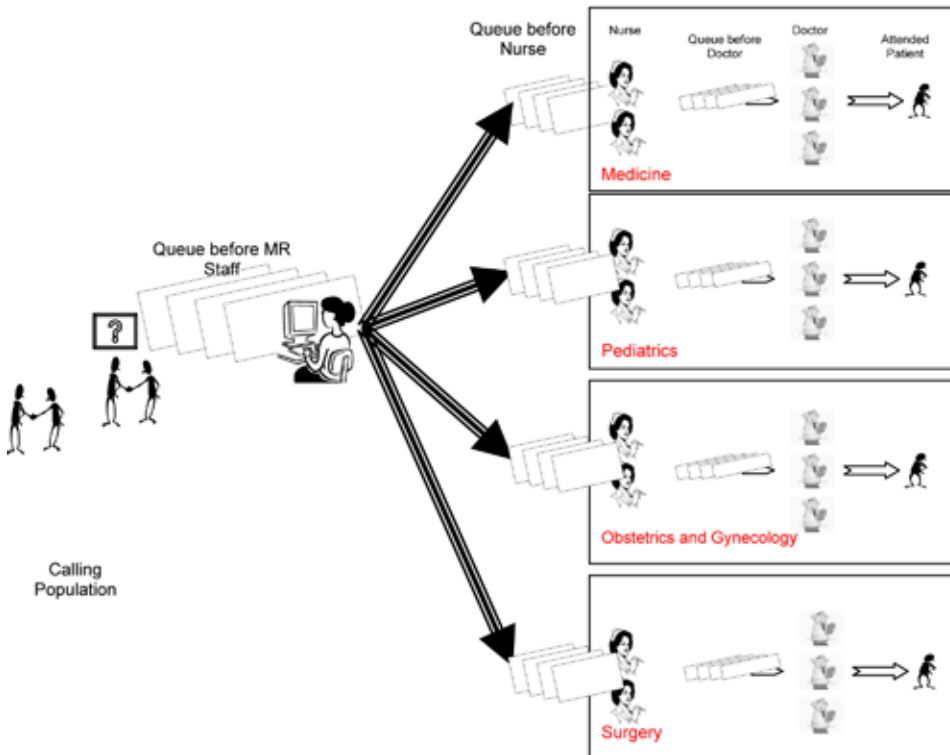 Queue before
Nurse
Nurse
Queue before
Doctor
Doctor
Attended
Patient
Medicine
Queue before MR
Staff
?
Pediatrics
Obstetrics and Gynecology
Calling
Population
Surgery